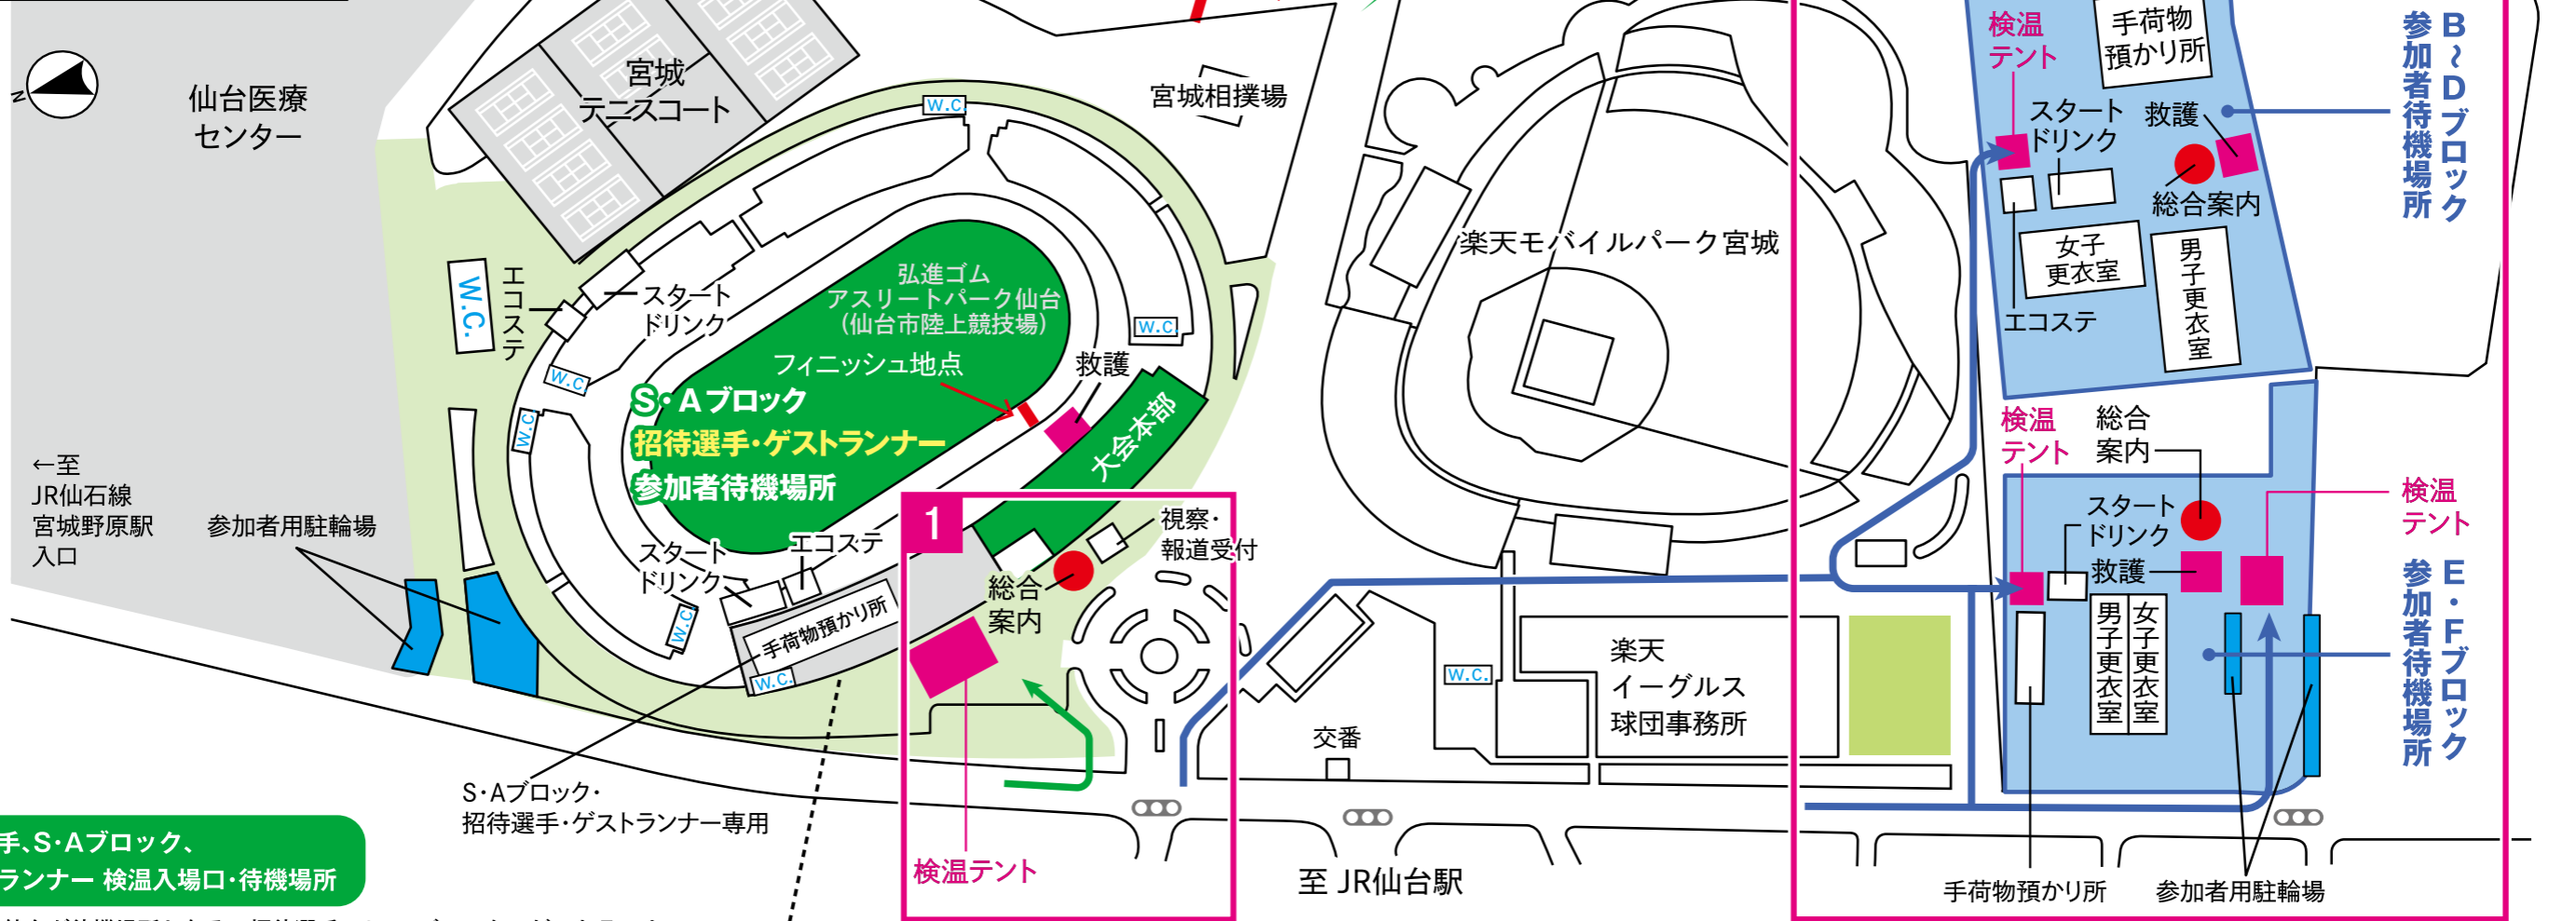 N
仙台医療
センター
宮城
テニスコート
W.C.
宮城相撲場
楽天モバイルパーク宮城
検温
テント
手荷物
預かり所
スタート
ドリンク
救護
総合案内
女子
更衣室
男子更衣室
エコステ
B〜Dブロック
参加者待機場所
W.C.
エコステ
スタート
ドリンク
弘進ゴム
アスリートパーク仙台
(仙台市陸上競技場)
フィニッシュ地点
救護
W.C.
W.C.
W.C.
S・Aブロック
招待選手・ゲストランナー
参加者待機場所
大会本部
←至
JR仙石線
宮城野原駅
入口
参加者用駐輪場
スタート
ドリンク
エコステ
W.C.
手荷物預かり所
W.C.
1
視察・
報道受付
総合
案内
検温テント
S・Aブロック・
招待選手・ゲストランナー専用
W.C.
楽天
イーグルス
球団事務所
交番
至 JR仙台駅
検温
テント
総合
案内
スタート
ドリンク
救護
検温
テント
男子更衣室
女子更衣室
E・Fブロック
参加者待機場所
手荷物預かり所
参加者用駐輪場
手、S・Aブロック、
ランナー 検温入場口・待機場所